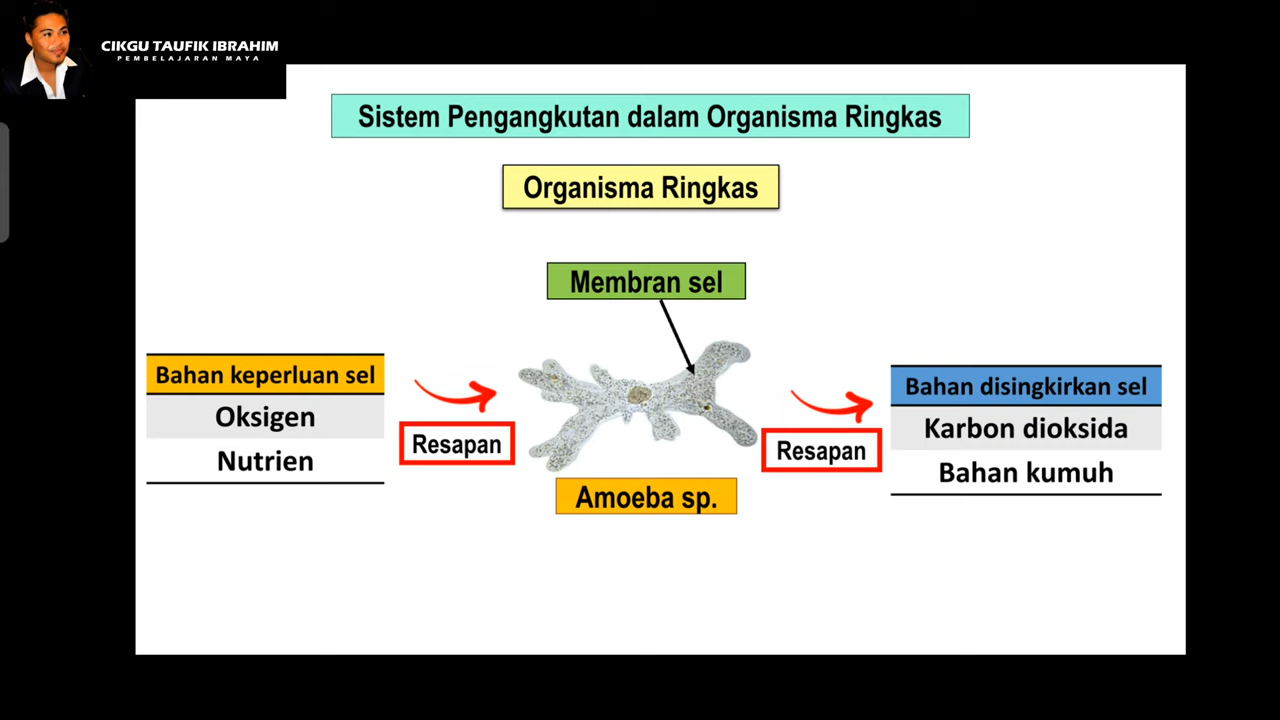 CIKGU TAUFIK IBRAHIM
PEMBELAJARAN MAYA
Sistem Pengangkutan dalam Organisma Ringkas
Organisma Ringkas
Membran sel
Bahan keperluan sel
Oksigen
Nutrien
Resapan
Amoeba sp.
Resapan
Bahan disingkirkan sel
Karbon dioksida
Bahan kumuh